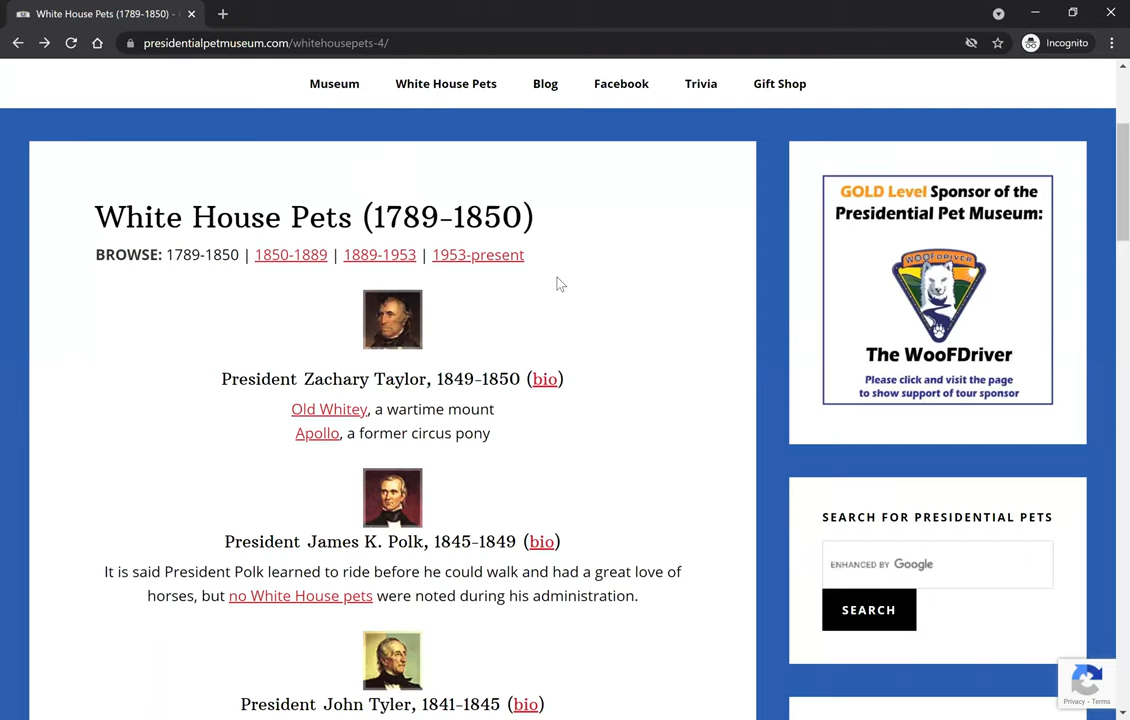 White House Pets (1789-1850) -
presidentialpetmuseum.com/whitehousepets-4/
Incognito
Museum White House Pets Blog Facebook Trivia Gift Shop
White House Pets (1789-1850)
BROWSE: 1789-1850 | 1850-1889 | 1889-1953 | 1953-present
President Zachary Taylor, 1849-1850 (bio)
Old Whitey, a wartime mount
Apollo, a former circus pony
President James K. Polk, 1845-1849 (bio)
It is said President Polk learned to ride before he could walk and had a great love of
horses, but no White House pets were noted during his administration.
President John Tyler, 1841-1845 (bio)
GOLD Level Sponsor of the
Presidential Pet Museum:
WOOFDRIVER
The WooFDriver
Please click and visit the page
to show support of tour sponsor
SEARCH FOR PRESIDENTIAL PETS
ENHANCED BY Google
SEARCH
Privacy - Terms